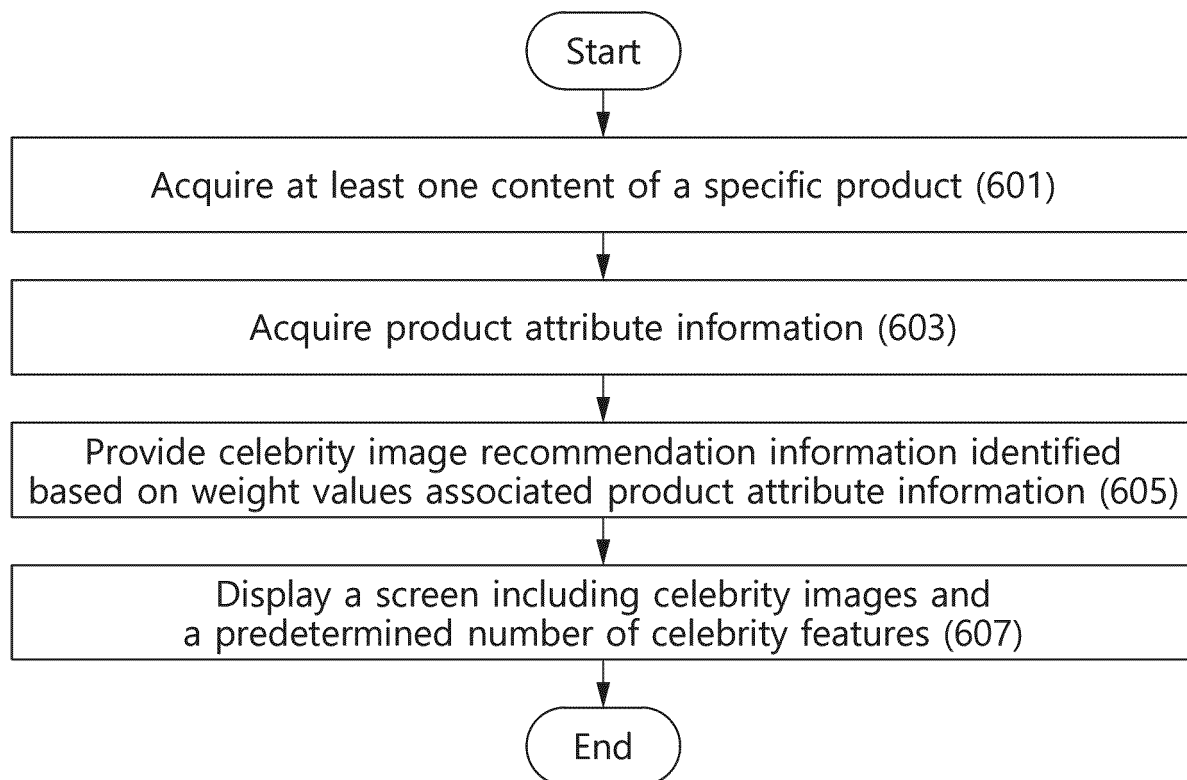 Start
Acquire at least one content of a specific product (601)
Acquire product attribute information (603)
Provide celebrity image recommendation information identified
based on weight values associated product attribute information (605)
Display a screen including celebrity images and
a predetermined number of celebrity features (607)
End